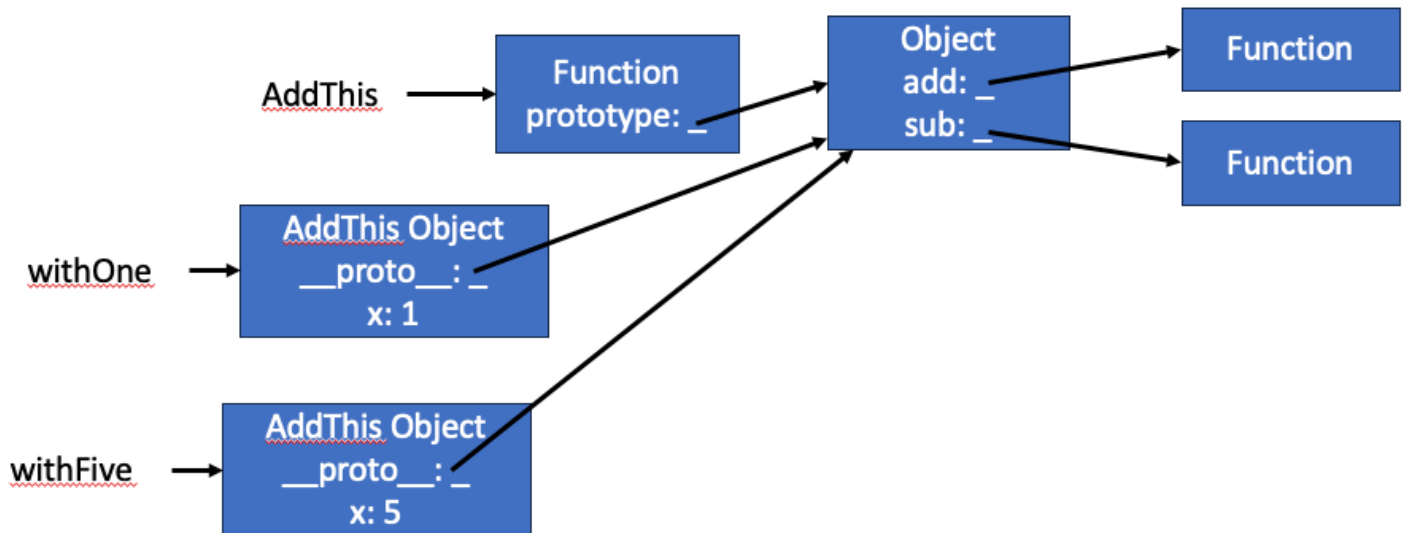 AddThis
Function
prototype: _
Object
add: _
sub: _
Function
Function
withOne
AddThis Object
__proto__: _
x: 1
withFive
AddThis Object
__proto__: _
x: 5